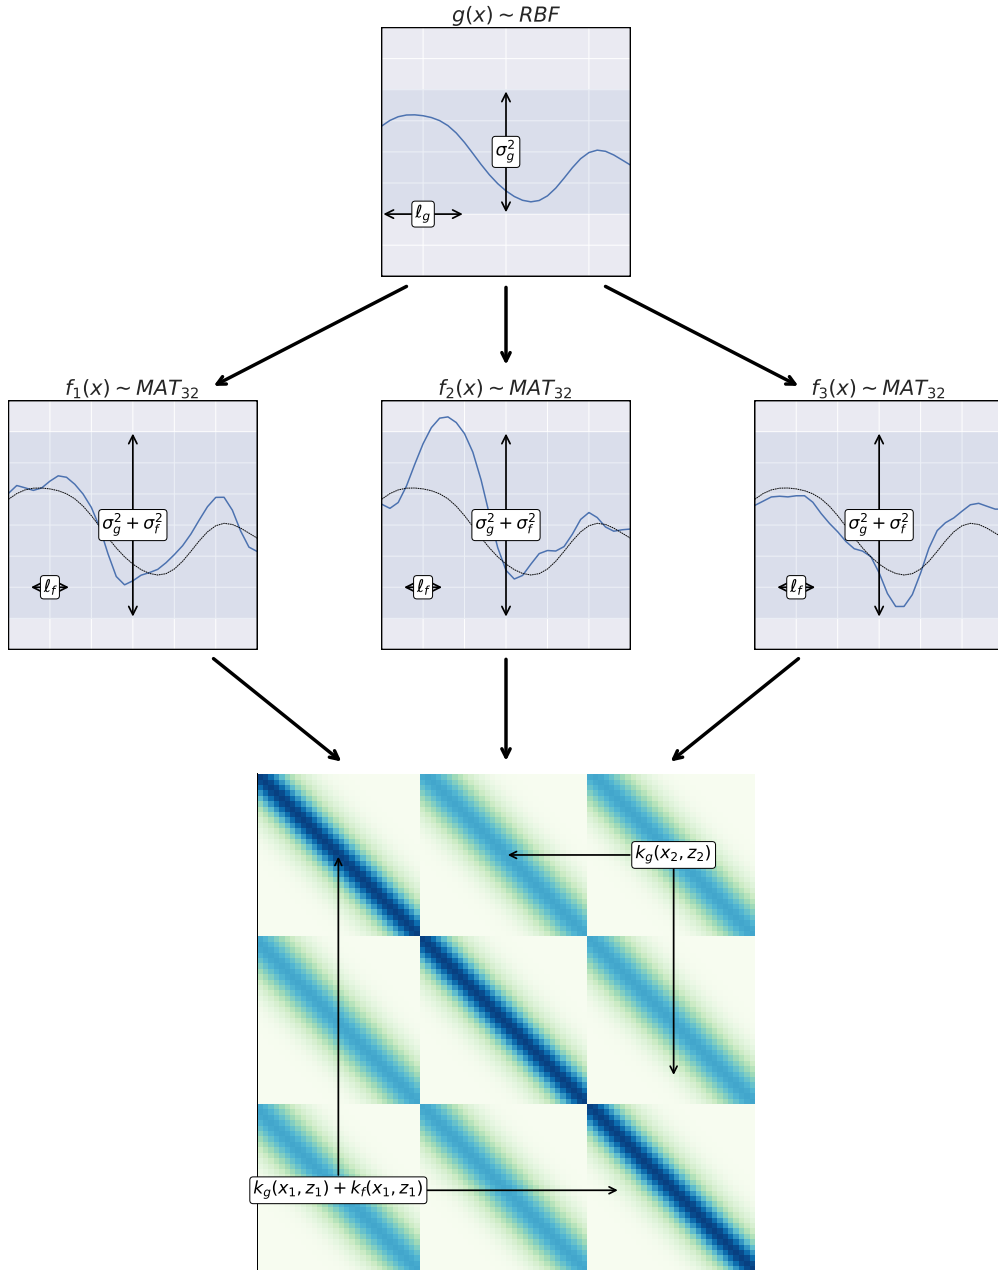 g(x) ~ RBF
σ_g^2
ℓ_g
f_1(x) ~ MAT_32
f_2(x) ~ MAT_32
f_3(x) ~ MAT_32
σ_g^2 + σ_f^2
σ_g^2 + σ_f^2
σ_g^2 + σ_f^2
ℓ_f
ℓ_f
ℓ_f
k_g(x_2, z_2)
k_g(x_1, z_1) + k_f(x_1, z_1)